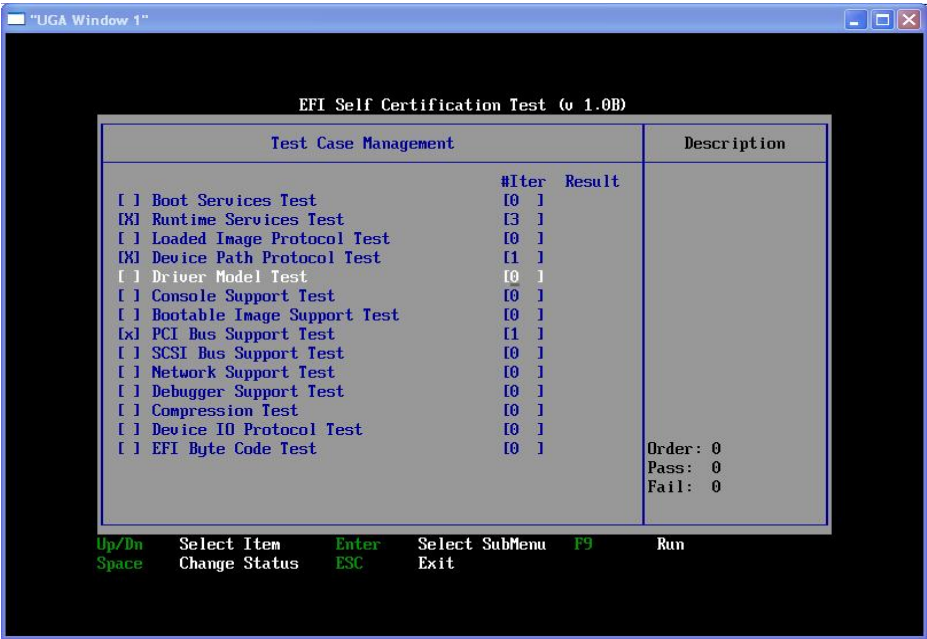 "UGA Window 1"
EFI Self Certification Test (v 1.0B)
Test Case Management
Description
#Iter Result
[ ] Boot Services Test [0 ]
[X] Runtime Services Test [3 ]
[ ] Loaded Image Protocol Test [0 ]
[X] Device Path Protocol Test [1 ]
[ ] Driver Model Test [0 ]
[ ] Console Support Test [0 ]
[ ] Bootable Image Support Test [0 ]
[x] PCI Bus Support Test [1 ]
[ ] SCSI Bus Support Test [0 ]
[ ] Network Support Test [0 ]
[ ] Debugger Support Test [0 ]
[ ] Compression Test [0 ]
[ ] Device IO Protocol Test [0 ]
[ ] EFI Byte Code Test [0 ]
Order: 0
Pass: 0
Fail: 0
Up/Dn Select Item Enter Select SubMenu F9 Run
Space Change Status ESC Exit